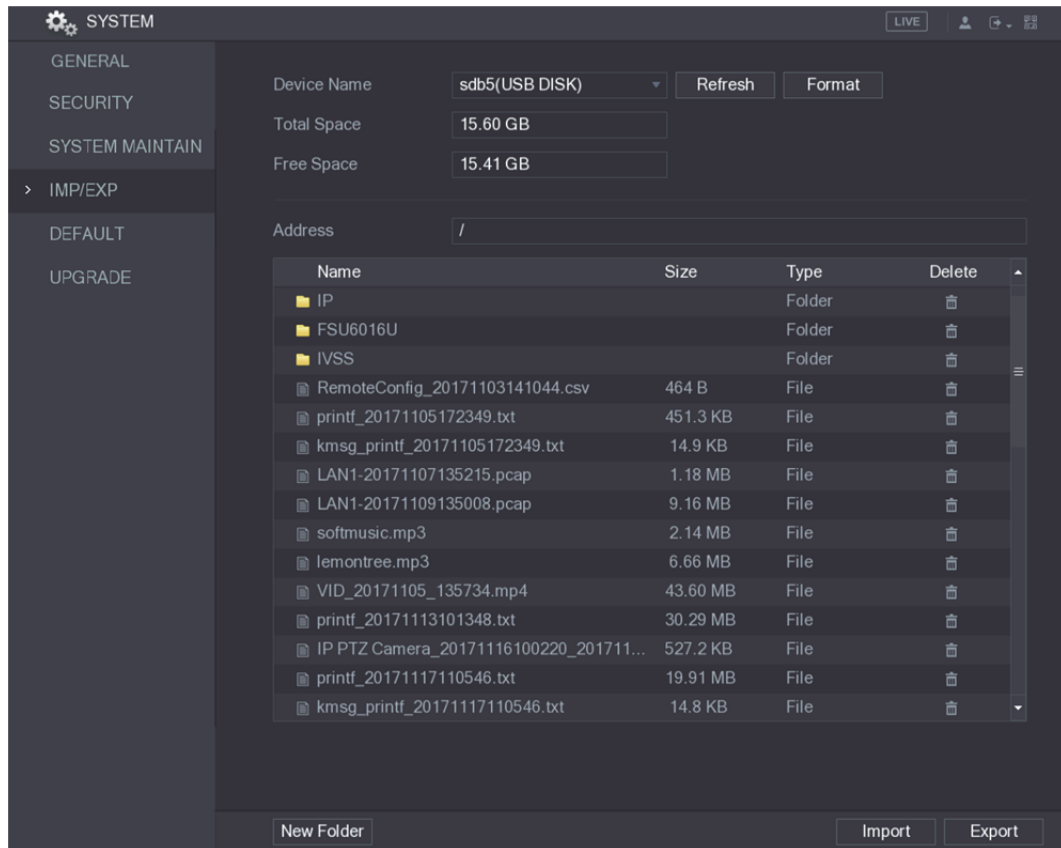 SYSTEM LIVE
GENERAL
SECURITY
SYSTEM MAINTAIN
> IMP/EXP
DEFAULT
UPGRADE
Device Name sdb5(USB DISK) Refresh Format
Total Space 15.60 GB
Free Space 15.41 GB
Address /
Name Size Type Delete
IP Folder
FSU6016U Folder
IVSS Folder
RemoteConfig_20171103141044.csv 464 B File
printf_20171105172349.txt 451.3 KB File
kmsg_printf_20171105172349.txt 14.9 KB File
LAN1-20171107135215.pcap 1.18 MB File
LAN1-20171109135008.pcap 9.16 MB File
softmusic.mp3 2.14 MB File
lemontree.mp3 6.66 MB File
VID_20171105_135734.mp4 43.60 MB File
printf_20171113101348.txt 30.29 MB File
IP PTZ Camera_20171116100220_201711... 527.2 KB File
printf_20171117110546.txt 19.91 MB File
kmsg_printf_20171117110546.txt 14.8 KB File
New Folder Import Export